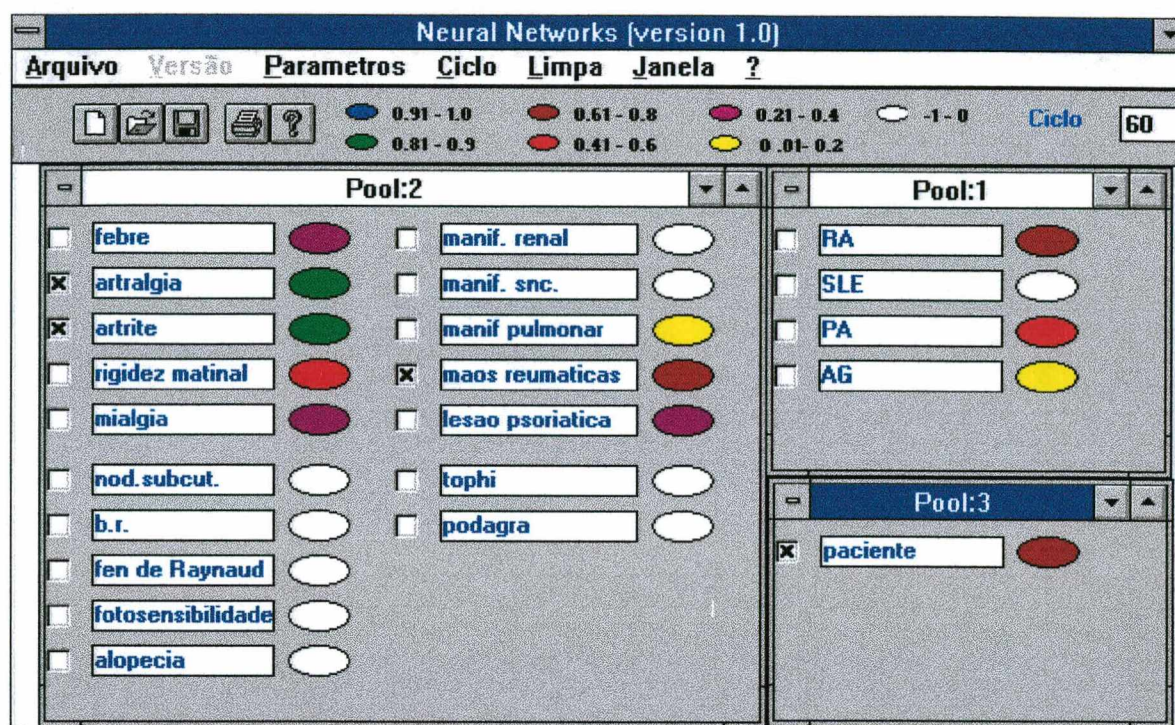 Neural Networks (version 1.0)
Arquivo Versão Parametros Ciclo Limpa Janela ?
0.91 - 1.0 0.61 - 0.8 0.21 - 0.4 -1 - 0 Ciclo 60
0.81 - 0.9 0.41 - 0.6 0 .01- 0.2
Pool:2
febre manif. renal
artralgia manif. snc.
artrite manif pulmonar
rigidez matinal maos reumaticas
mialgia lesao psoriatica
nod.subcut. tophi
b.r. podagra
fen de Raynaud
fotosensibilidade
alopecia
Pool:1
RA
SLE
PA
AG
Pool:3
paciente